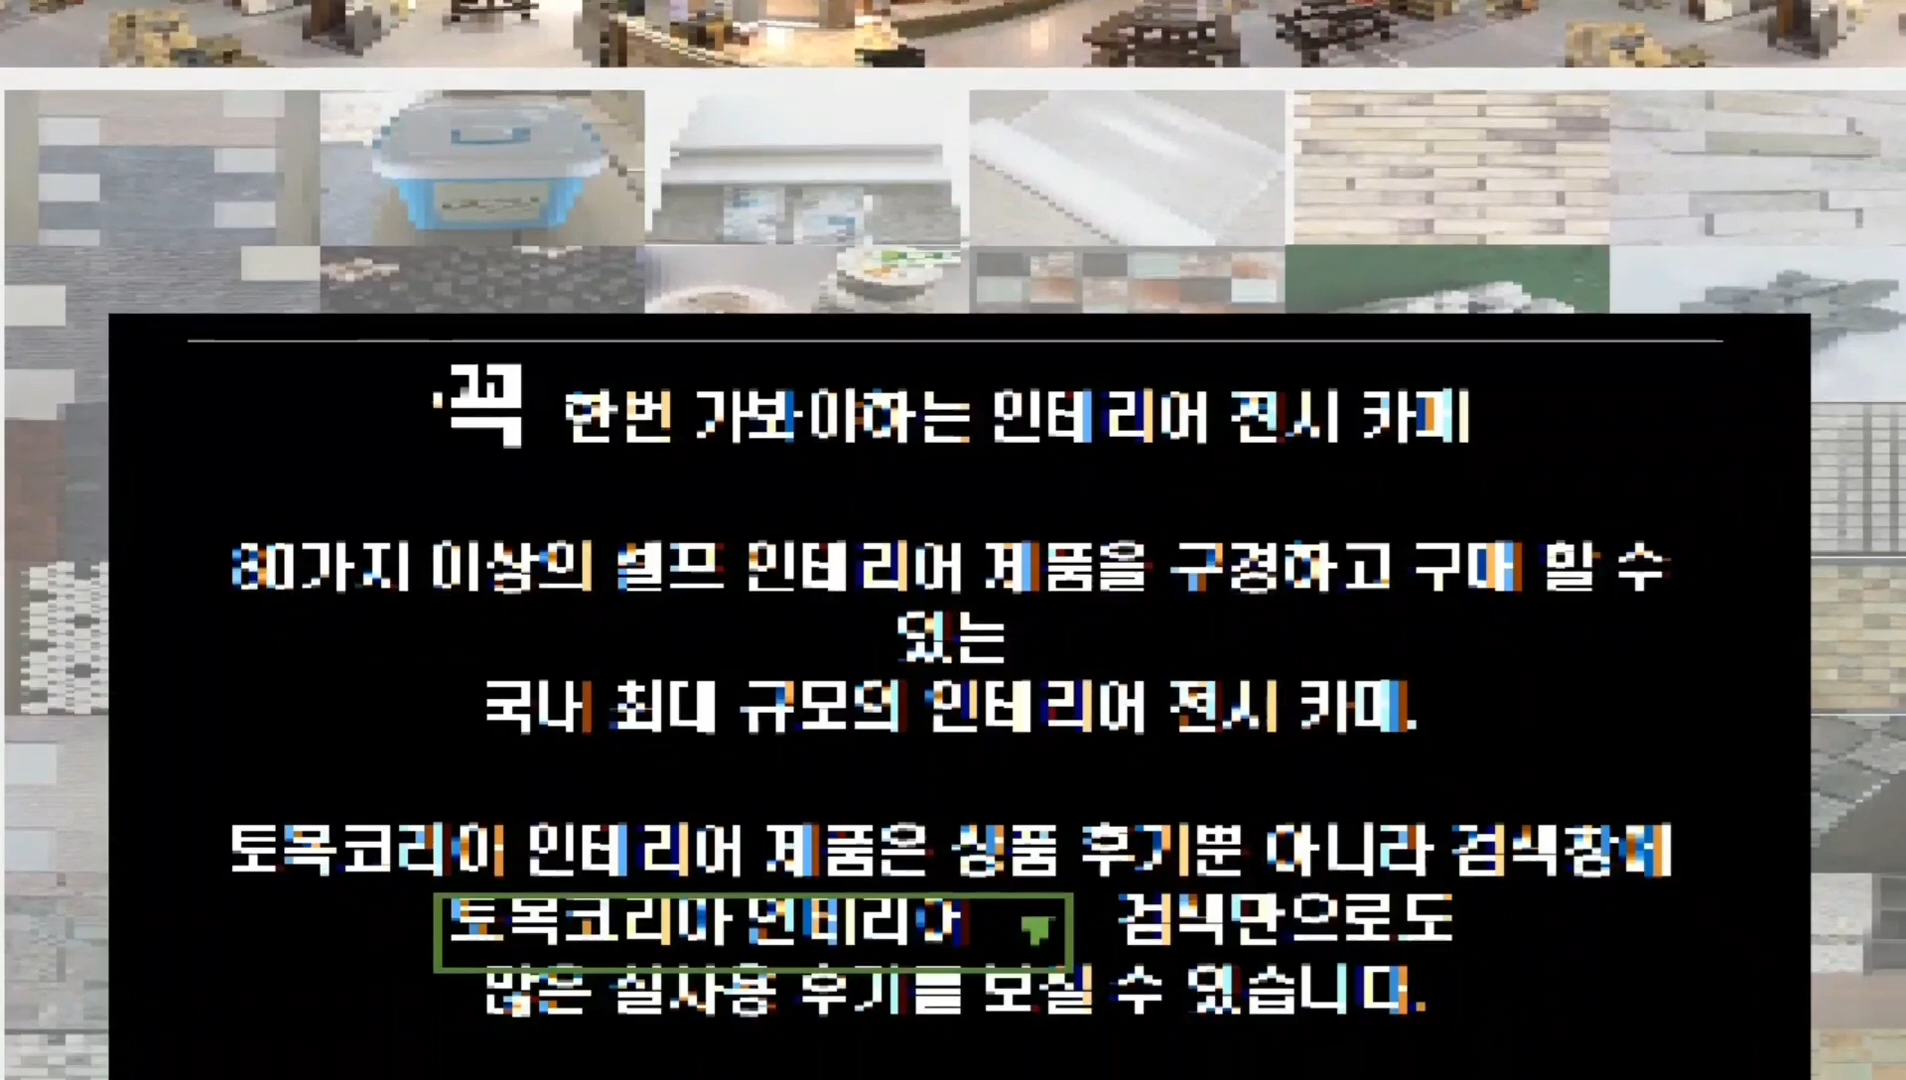 꼭 한번 가봐야하는 인테리어 전시 카페
80가지 이상의 셀프 인테리어 제품을 구경하고 구매 할 수
있는
국내 최대 규모의 인테리어 전시 카페.
토목코리아 인테리어 제품은 상품 후기뿐 아니라 검색창에
토목코리아 인테리어 검색만으로도
많은 실사용 후기를 보실 수 있습니다.